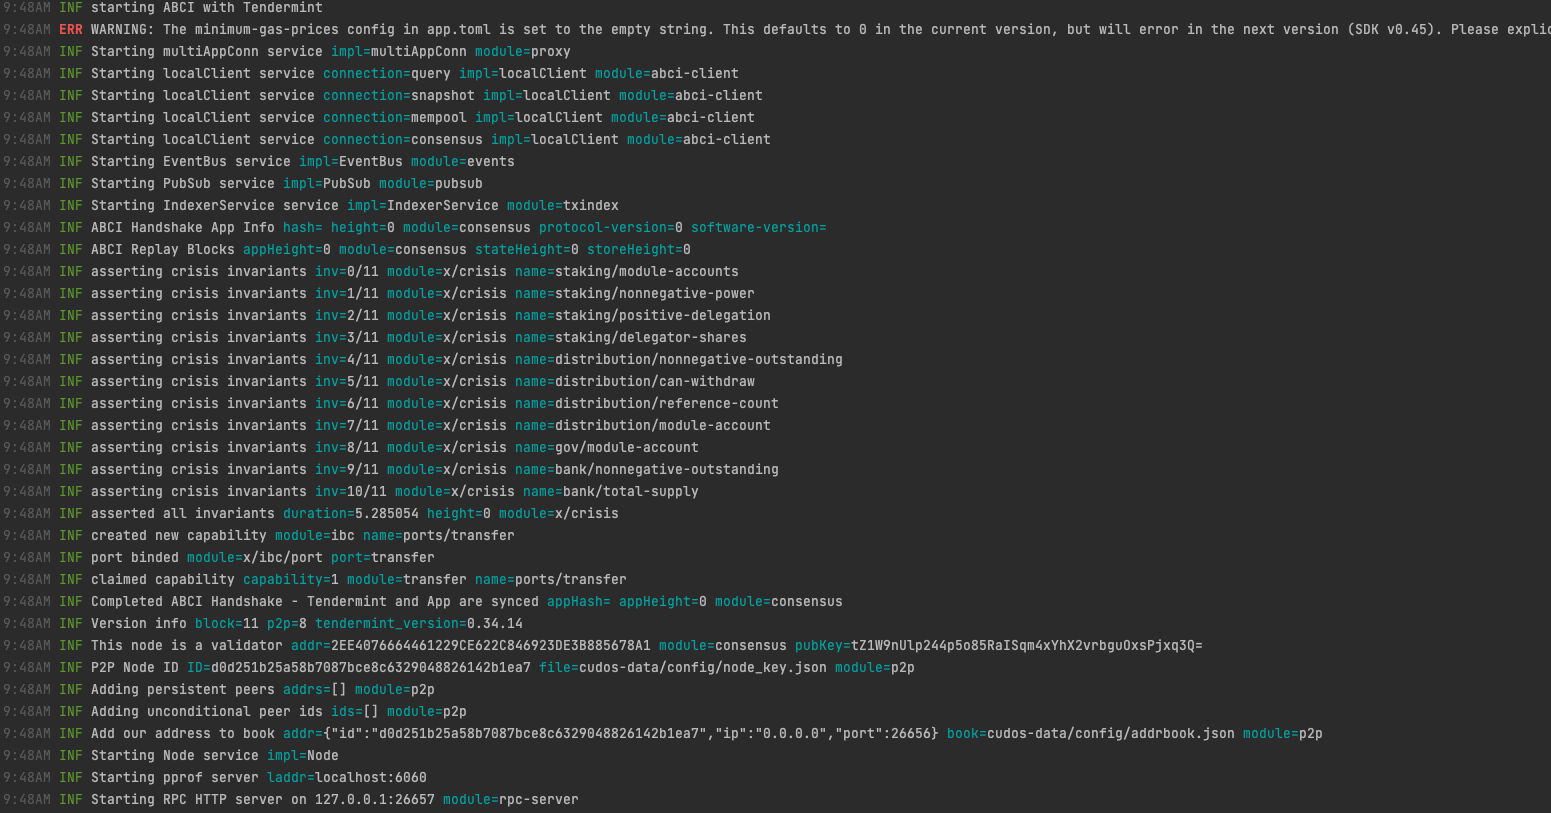 9:48AM INF starting ABCI with Tendermint
9:48AM ERR WARNING: The minimum-gas-prices config in app.toml is set to the empty string. This defaults to 0 in the current version, but will error in the next version (SDK v0.45). Please explic
9:48AM INF Starting multiAppConn service impl=multiAppConn module=proxy
9:48AM INF Starting localClient service connection=query impl=localClient module=abci-client
9:48AM INF Starting localClient service connection=snapshot impl=localClient module=abci-client
9:48AM INF Starting localClient service connection=mempool impl=localClient module=abci-client
9:48AM INF Starting localClient service connection=consensus impl=localClient module=abci-client
9:48AM INF Starting EventBus service impl=EventBus module=events
9:48AM INF Starting PubSub service impl=PubSub module=pubsub
9:48AM INF Starting IndexerService service impl=IndexerService module=txindex
9:48AM INF ABCI Handshake App Info hash= height=0 module=consensus protocol-version=0 software-version=
9:48AM INF ABCI Replay Blocks appHeight=0 module=consensus stateHeight=0 storeHeight=0
9:48AM INF asserting crisis invariants inv=0/11 module=x/crisis name=staking/module-accounts
9:48AM INF asserting crisis invariants inv=1/11 module=x/crisis name=staking/nonnegative-power
9:48AM INF asserting crisis invariants inv=2/11 module=x/crisis name=staking/positive-delegation
9:48AM INF asserting crisis invariants inv=3/11 module=x/crisis name=staking/delegator-shares
9:48AM INF asserting crisis invariants inv=4/11 module=x/crisis name=distribution/nonnegative-outstanding
9:48AM INF asserting crisis invariants inv=5/11 module=x/crisis name=distribution/can-withdraw
9:48AM INF asserting crisis invariants inv=6/11 module=x/crisis name=distribution/reference-count
9:48AM INF asserting crisis invariants inv=7/11 module=x/crisis name=distribution/module-account
9:48AM INF asserting crisis invariants inv=8/11 module=x/crisis name=gov/module-account
9:48AM INF asserting crisis invariants inv=9/11 module=x/crisis name=bank/nonnegative-outstanding
9:48AM INF asserting crisis invariants inv=10/11 module=x/crisis name=bank/total-supply
9:48AM INF asserted all invariants duration=5.285054 height=0 module=x/crisis
9:48AM INF created new capability module=ibc name=ports/transfer
9:48AM INF port binded module=x/ibc/port port=transfer
9:48AM INF claimed capability capability=1 module=transfer name=ports/transfer
9:48AM INF Completed ABCI Handshake - Tendermint and App are synced appHash= appHeight=0 module=consensus
9:48AM INF Version info block=11 p2p=8 tendermint_version=0.34.14
9:48AM INF This node is a validator addr=2EE4076664461229CE622C846923DE3B885678A1 module=consensus pubKey=tZ1W9nUlp244p5o85RaISqm4xYhX2vrbguOxsPjxq3Q=
9:48AM INF P2P Node ID ID=d0d251b25a58b7087bce8c6329048826142b1ea7 file=cudos-data/config/node_key.json module=p2p
9:48AM INF Adding persistent peers addrs=[] module=p2p
9:48AM INF Adding unconditional peer ids ids=[] module=p2p
9:48AM INF Add our address to book addr={"id":"d0d251b25a58b7087bce8c6329048826142b1ea7","ip":"0.0.0.0","port":26656} book=cudos-data/config/addrbook.json module=p2p
9:48AM INF Starting Node service impl=Node
9:48AM INF Starting pprof server laddr=localhost:6060
9:48AM INF Starting RPC HTTP server on 127.0.0.1:26657 module=rpc-server